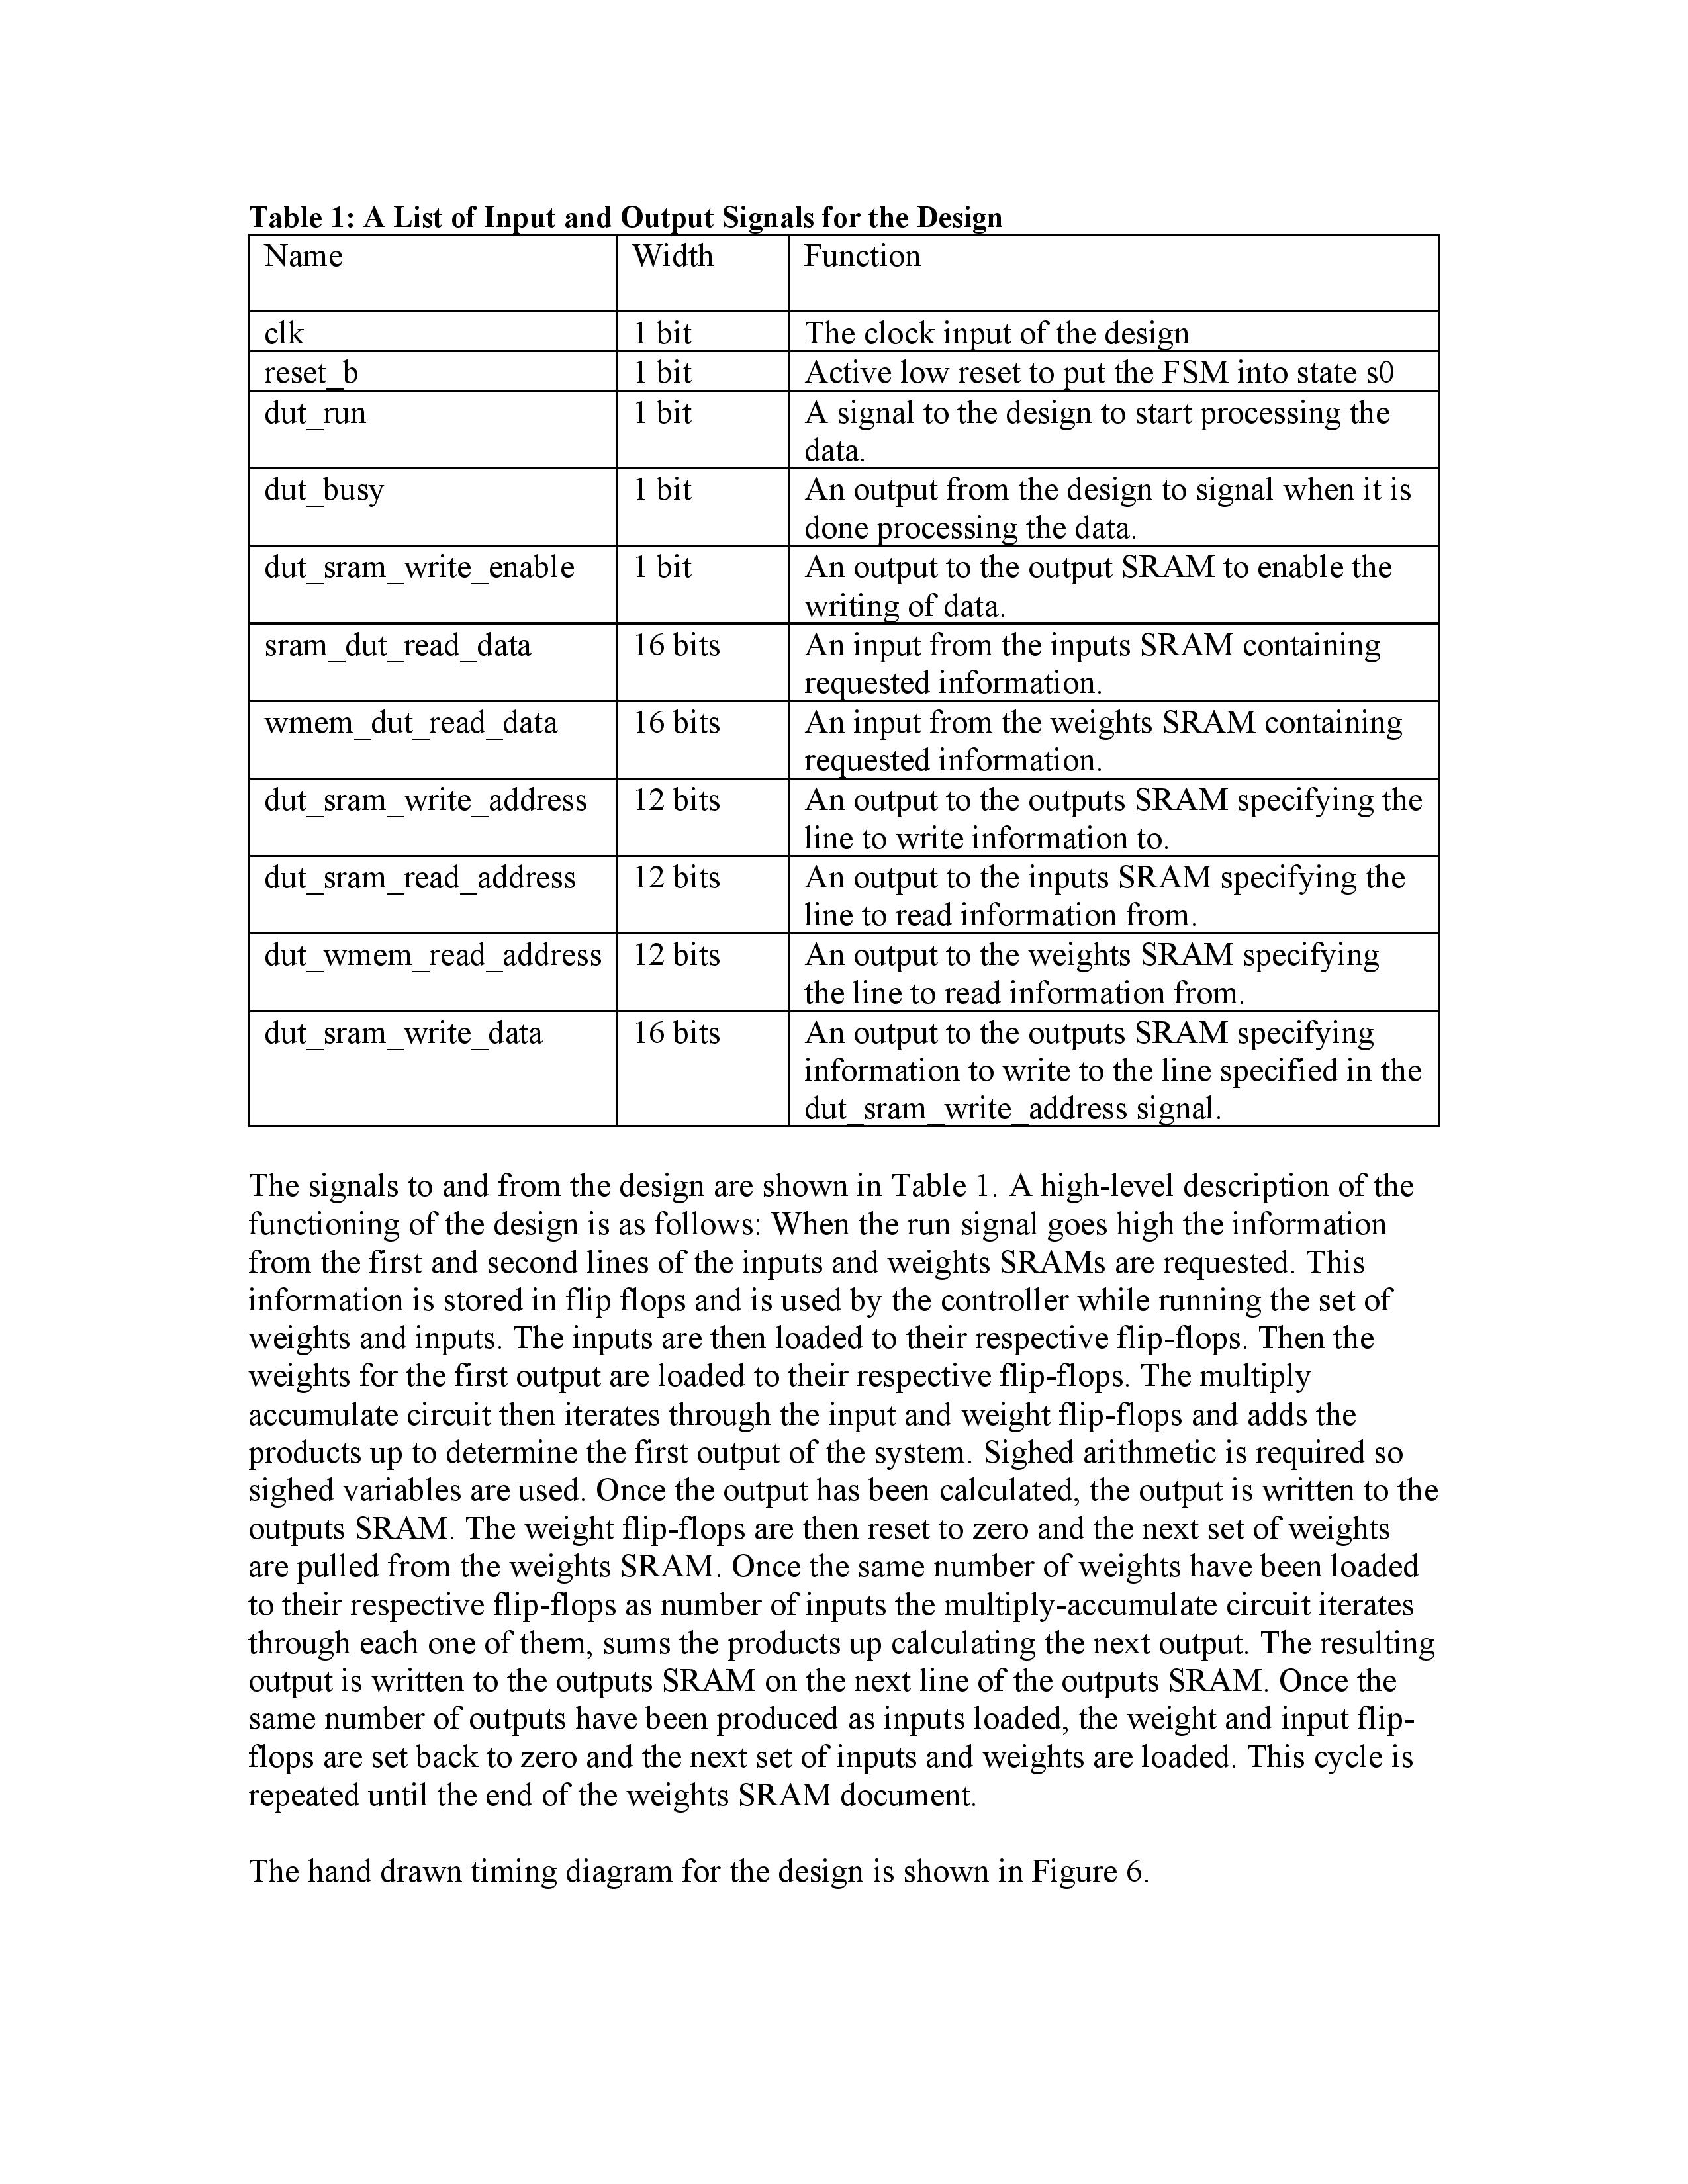 Table 1: A List of Input and Output Signals for the Design
Name Width Function
clk 1 bit The clock input of the design
reset_b 1 bit Active low reset to put the FSM into state s0
dut_run 1 bit A signal to the design to start processing the
data.
dut_busy 1 bit An output from the design to signal when it is
done processing the data.
dut_sram_write_enable 1 bit An output to the output SRAM to enable the
writing of data.
sram_dut_read_data 16 bits An input from the inputs SRAM containing
requested information.
wmem_dut_read_data 16 bits An input from the weights SRAM containing
requested information.
dut_sram_write_address 12 bits An output to the outputs SRAM specifying the
line to write information to.
dut_sram_read_address 12 bits An output to the inputs SRAM specifying the
line to read information from.
dut_wmem_read_address 12 bits An output to the weights SRAM specifying
the line to read information from.
dut_sram_write_data 16 bits An output to the outputs SRAM specifying
information to write to the line specified in the
dut_sram_write_address signal.
The signals to and from the design are shown in Table 1. A high-level description of the
functioning of the design is as follows: When the run signal goes high the information
from the first and second lines of the inputs and weights SRAMs are requested. This
information is stored in flip flops and is used by the controller while running the set of
weights and inputs. The inputs are then loaded to their respective flip-flops. Then the
weights for the first output are loaded to their respective flip-flops. The multiply
accumulate circuit then iterates through the input and weight flip-flops and adds the
products up to determine the first output of the system. Sighed arithmetic is required so
sighed variables are used. Once the output has been calculated, the output is written to the
outputs SRAM. The weight flip-flops are then reset to zero and the next set of weights
are pulled from the weights SRAM. Once the same number of weights have been loaded
to their respective flip-flops as number of inputs the multiply-accumulate circuit iterates
through each one of them, sums the products up calculating the next output. The resulting
output is written to the outputs SRAM on the next line of the outputs SRAM. Once the
same number of outputs have been produced as inputs loaded, the weight and input flip-
flops are set back to zero and the next set of inputs and weights are loaded. This cycle is
repeated until the end of the weights SRAM document.
The hand drawn timing diagram for the design is shown in Figure 6.